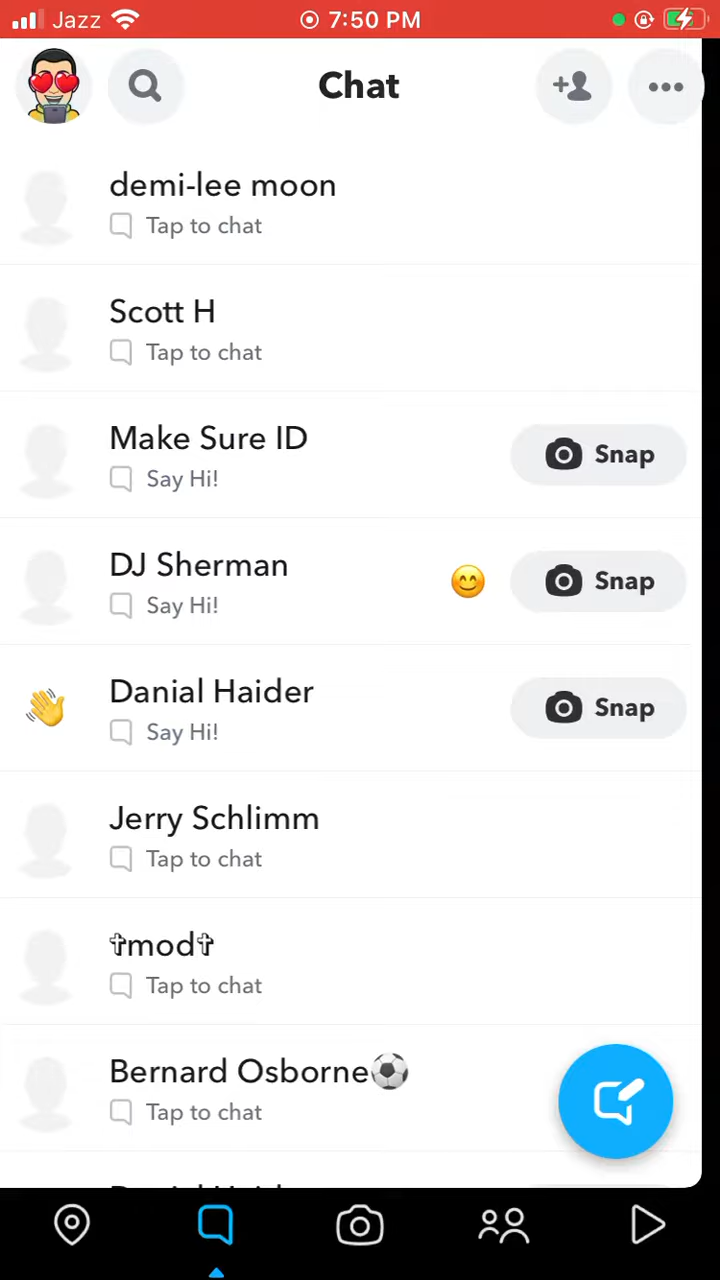 Jazz 7:50 PM
Chat
demi-lee moon
Tap to chat
Scott H
Tap to chat
Make Sure ID
Say Hi!
Snap
DJ Sherman
Say Hi!
😊 Snap
Danial Haider
Say Hi!
👋 Snap
Jerry Schlimm
Tap to chat
✞mod✞
Tap to chat
Bernard Osborne⚽
Tap to chat